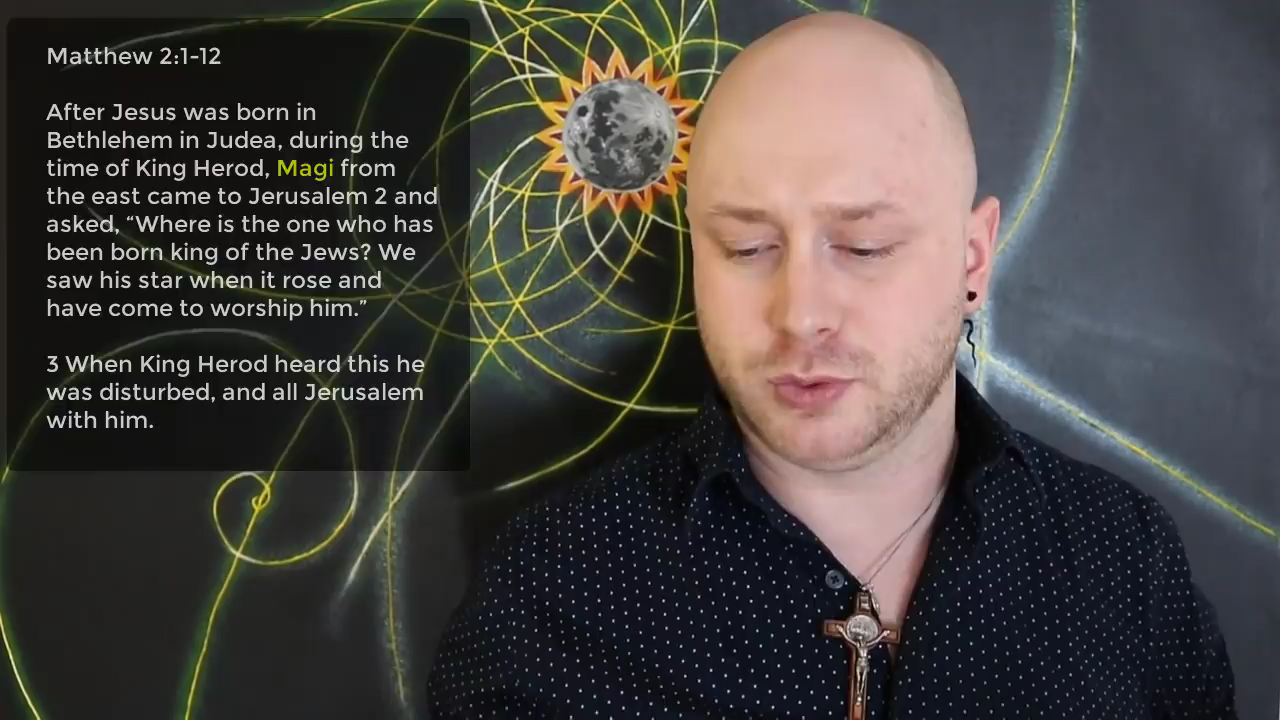 Matthew 2:1-12
After Jesus was born in
Bethlehem in Judea, during the
time of King Herod, Magi from
the east came to Jerusalem 2 and
asked, “Where is the one who has
been born king of the Jews? We
saw his star when it rose and
have come to worship him.”
3 When King Herod heard this he
was disturbed, and all Jerusalem
with him.